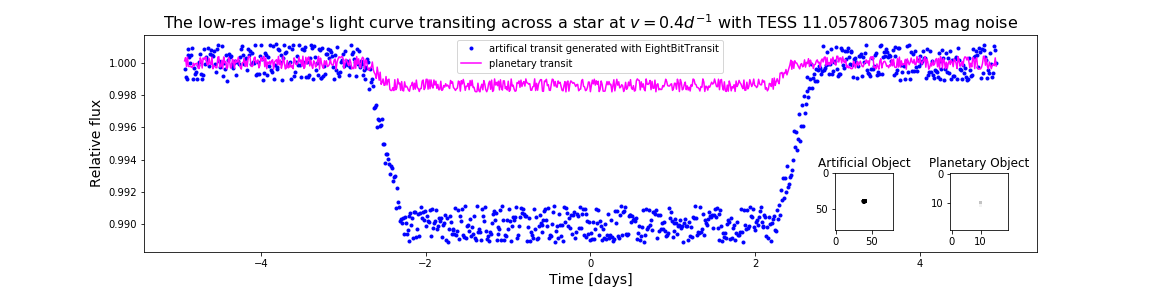 The low-res image's light curve transiting across a star at v = 0.4d⁻¹ with TESS 11.0578067305 mag noise
artifical transit generated with EightBitTransit
planetary transit
Relative flux
1.000
0.998
0.996
0.994
0.992
0.990
Artificial Object
0
50
0
50
Planetary Object
0
10
0
10
−4
−2
0
2
4
Time [days]